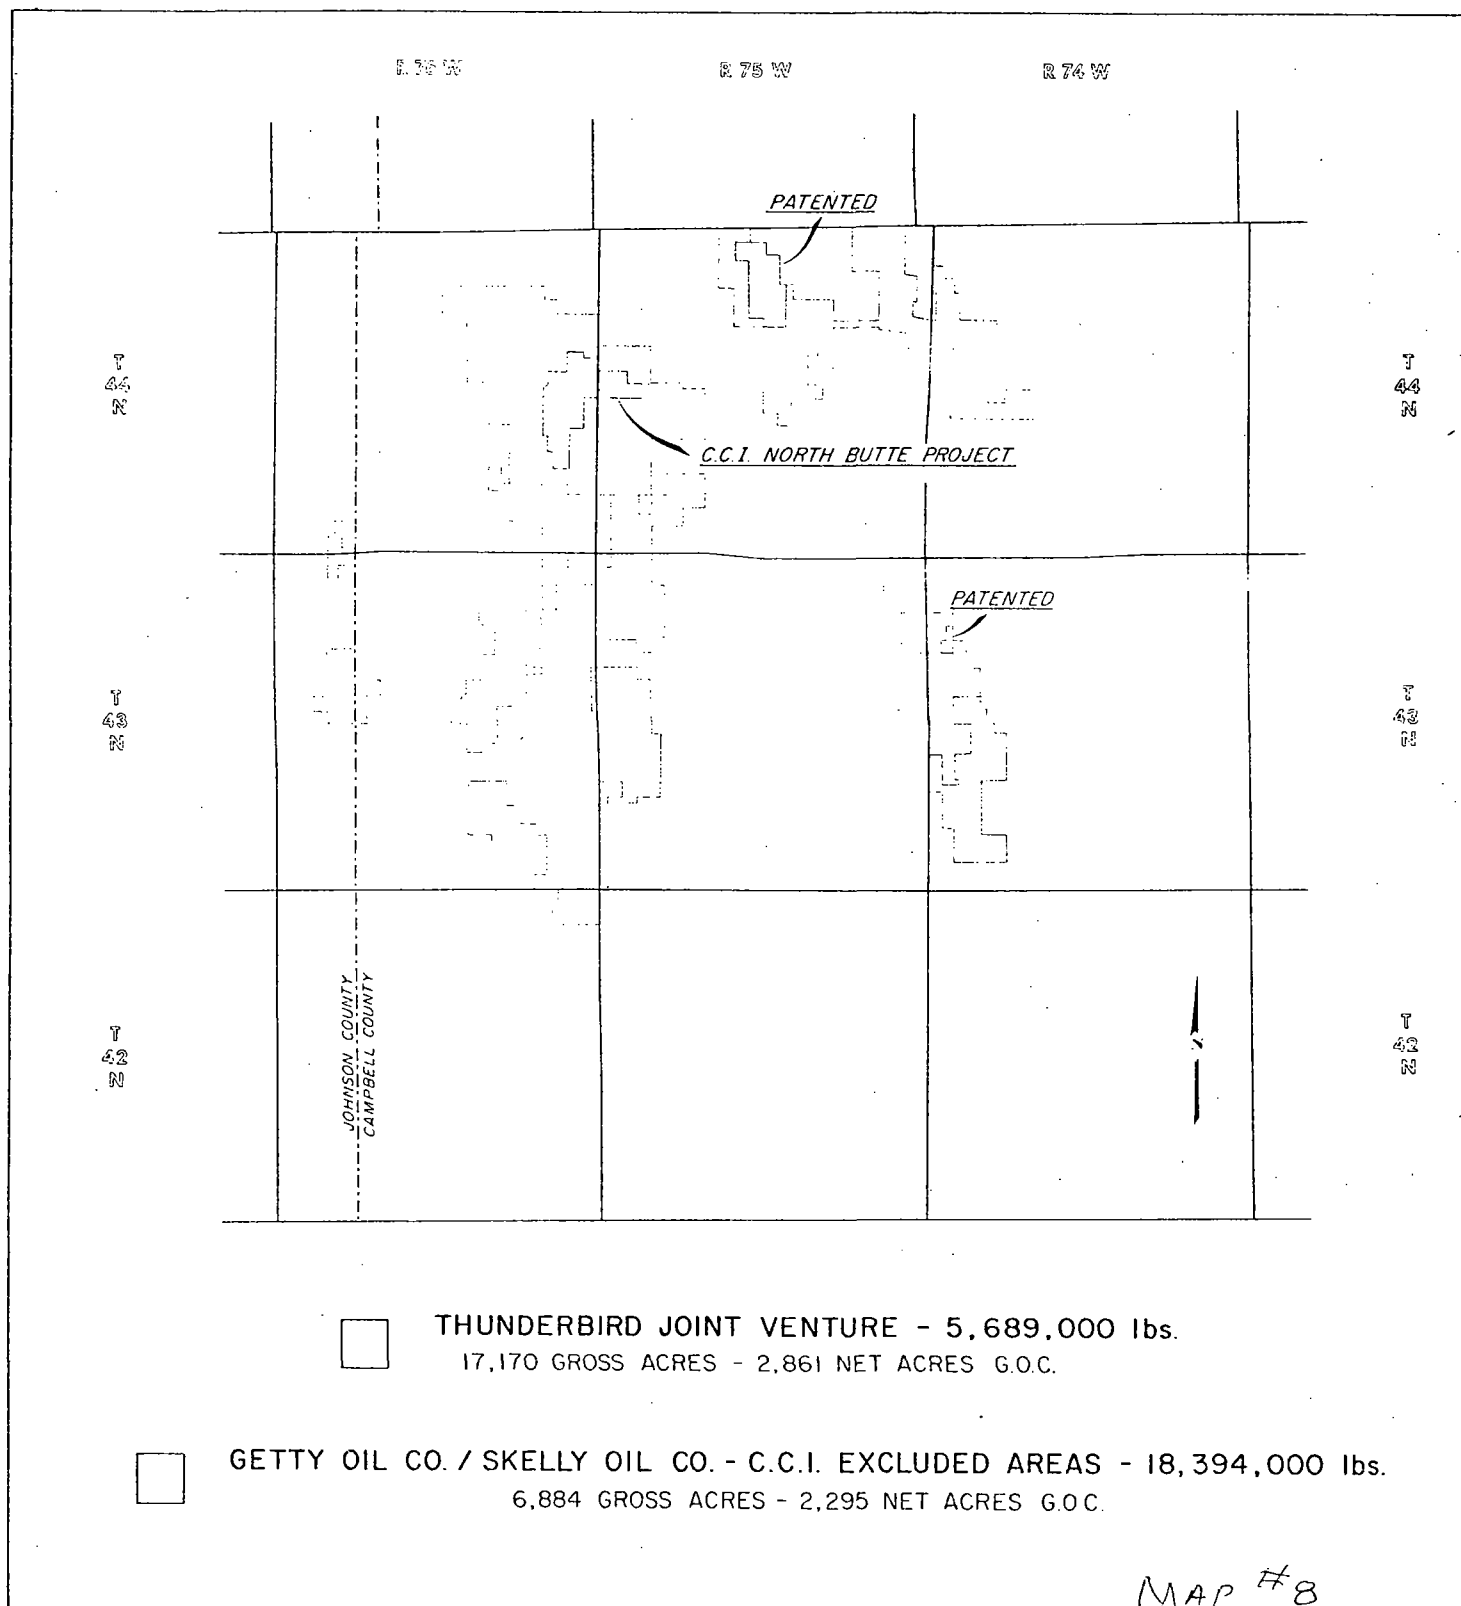 R 76 W
R 75 W
R 74 W
PATENTED
T
44
N
T
44
N
C.C.I. NORTH BUTTE PROJECT
PATENTED
T
43
N
T
43
N
JOHNSON COUNTY
CAMPBELL COUNTY
T
42
N
T
42
N
N
THUNDERBIRD JOINT VENTURE - 5,689,000 lbs.
17,170 GROSS ACRES - 2,861 NET ACRES G.O.C.
GETTY OIL CO. / SKELLY OIL CO. - C.C.I. EXCLUDED AREAS - 18,394,000 lbs.
6,884 GROSS ACRES - 2,295 NET ACRES G.O.C.
MAP #8